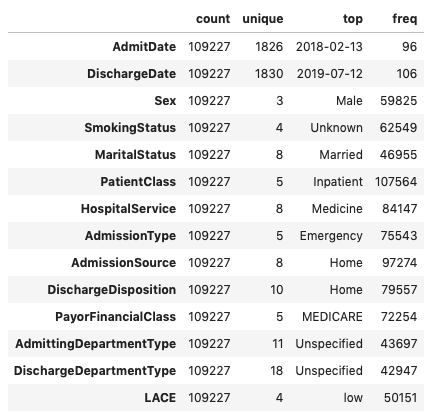 count unique top freq
AdmitDate 109227 1826 2018-02-13 96
DischargeDate 109227 1830 2019-07-12 106
Sex 109227 3 Male 59825
SmokingStatus 109227 4 Unknown 62549
MaritalStatus 109227 8 Married 46955
PatientClass 109227 5 Inpatient 107564
HospitalService 109227 8 Medicine 84147
AdmissionType 109227 5 Emergency 75543
AdmissionSource 109227 8 Home 97274
DischargeDisposition 109227 10 Home 79557
PayorFinancialClass 109227 5 MEDICARE 72254
AdmittingDepartmentType 109227 11 Unspecified 43697
DischargeDepartmentType 109227 18 Unspecified 42947
LACE 109227 4 low 50151